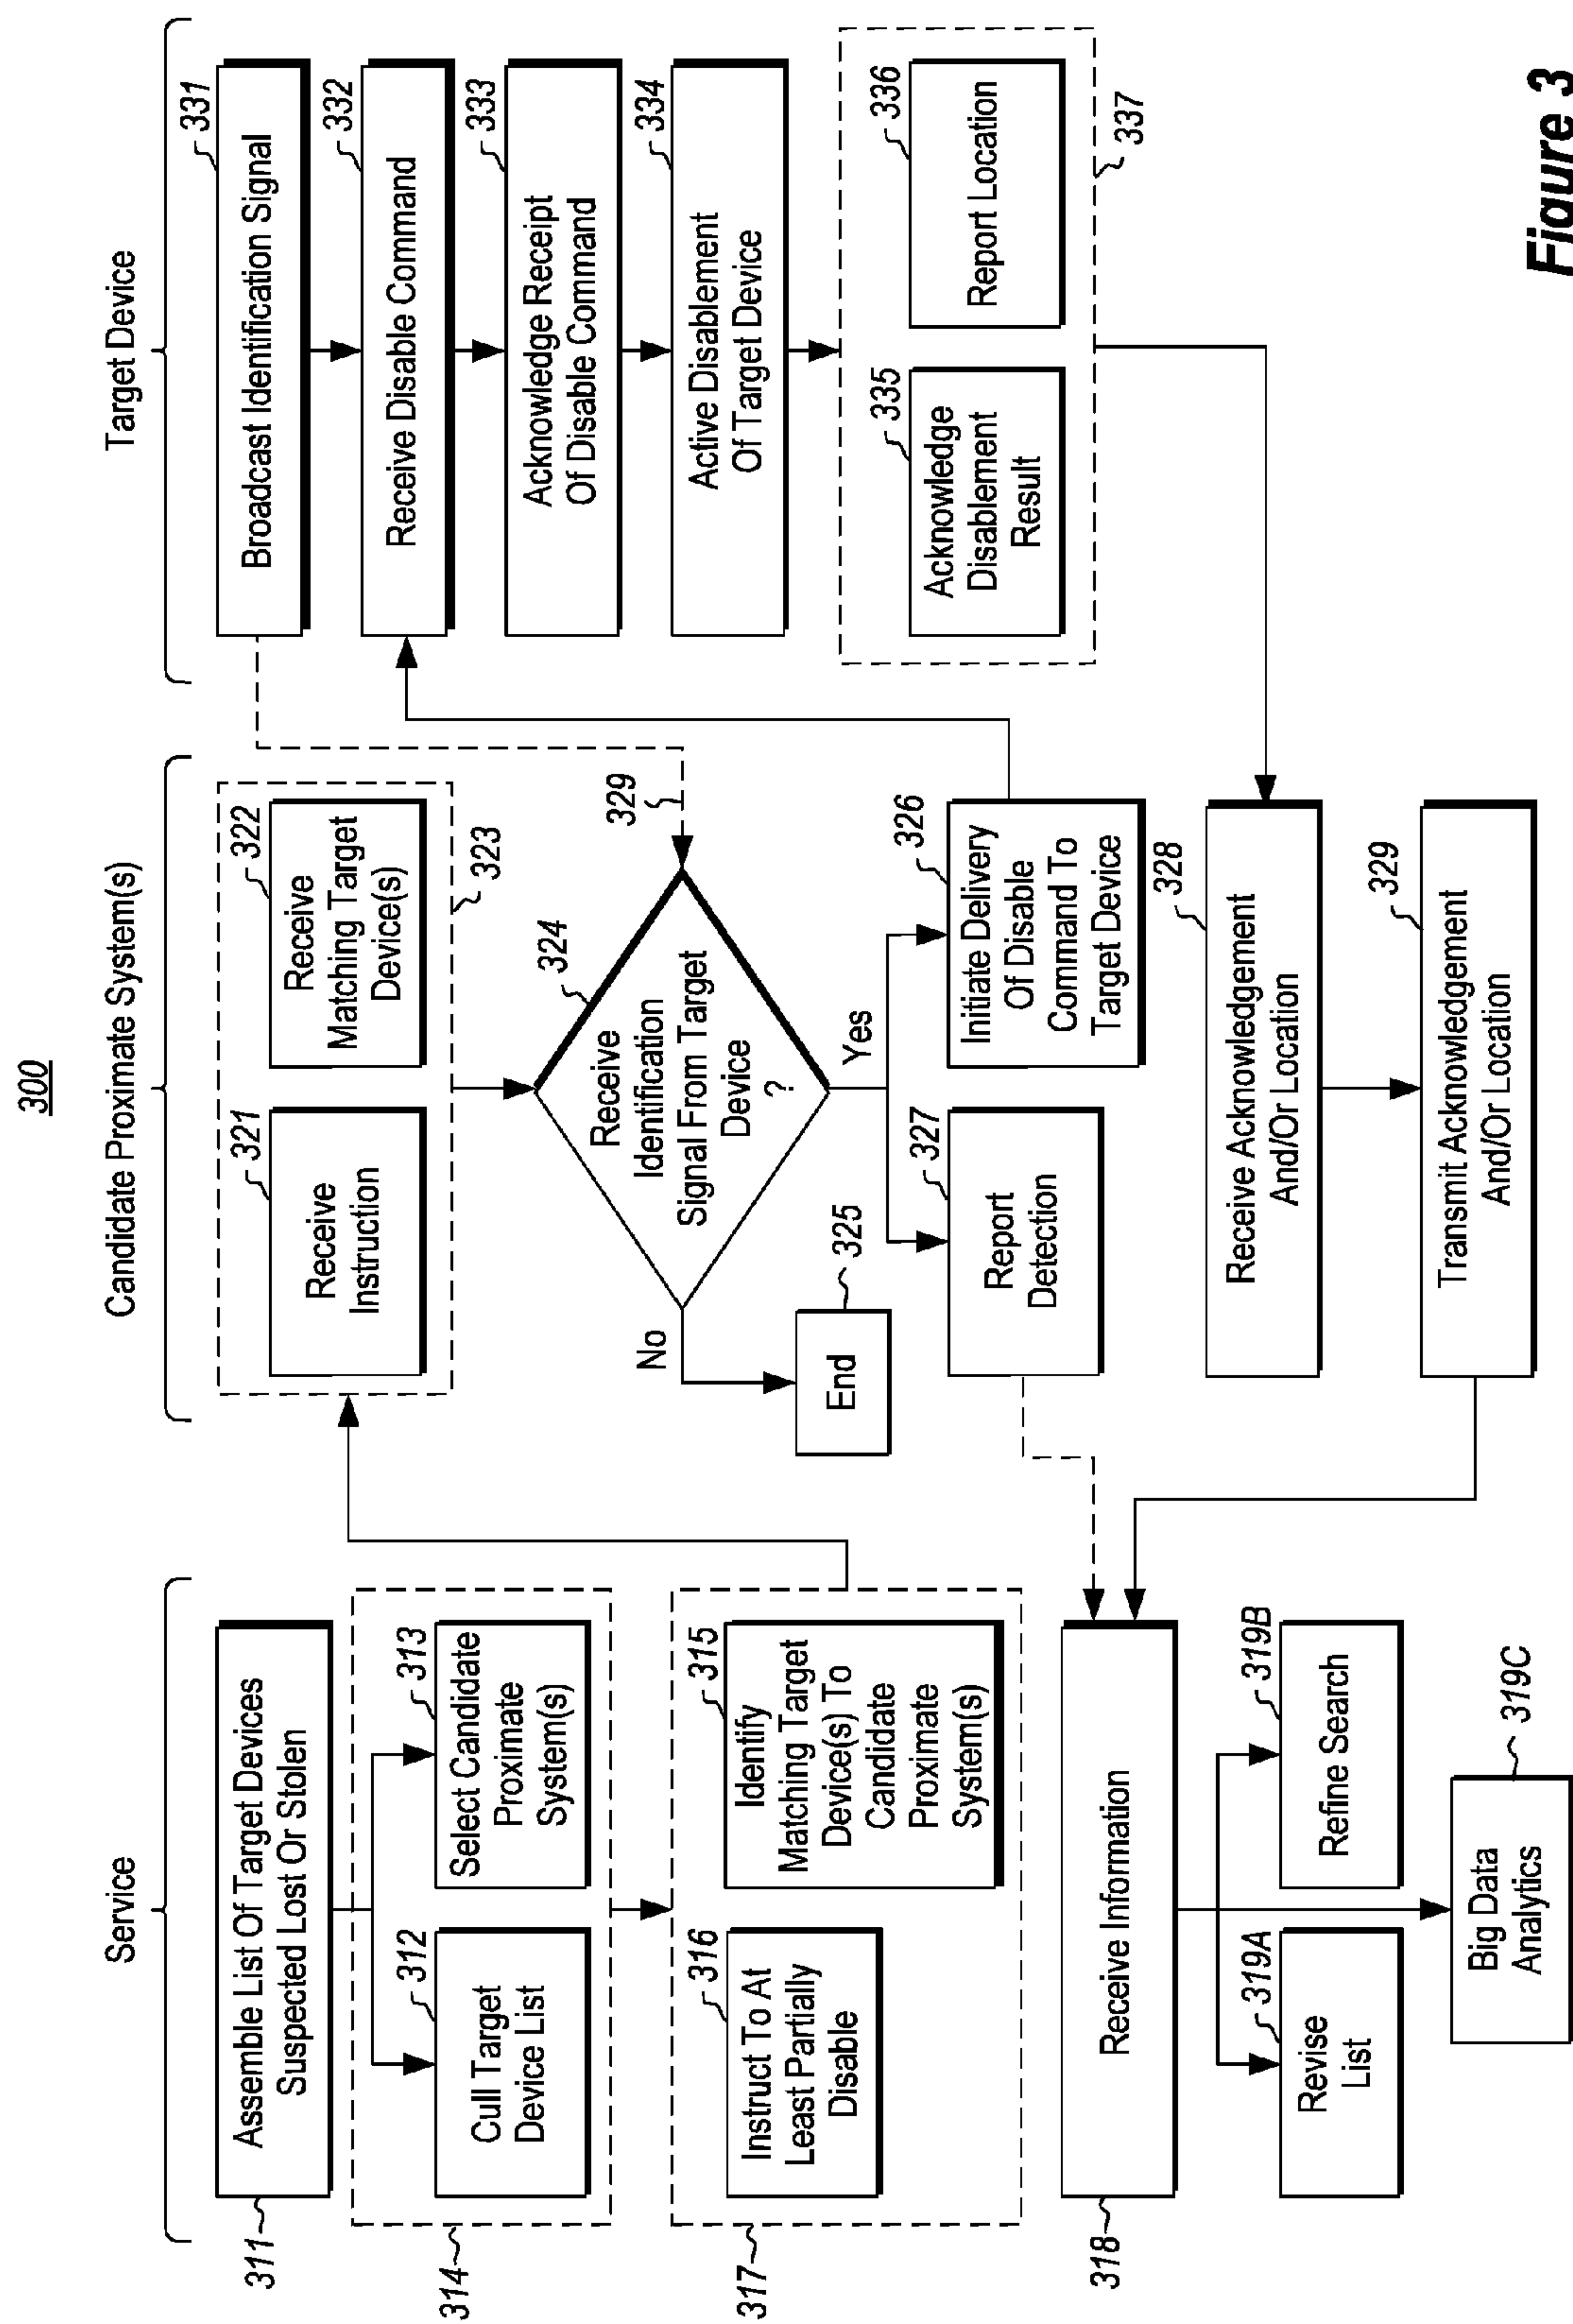 300
Service
311
Assemble List Of Target Devices
Suspected Lost Or Stolen
312
Cull Target
Device List
313
Select Candidate
Proximate
System(s)
314
316
Instruct To At
Least Partially
Disable
315
Identify
Matching Target
Device(s) To
Candidate
Proximate
System(s)
317
318
Receive Information
319A
Revise
List
319B
Refine Search
319C
Big Data
Analytics
Candidate Proximate System(s)
321
Receive
Instruction
322
Receive
Matching Target
Device(s)
323
324
Receive
Identification
Signal From Target
Device
?
329
No
Yes
325
End
327
Report
Detection
326
Initiate Delivery
Of Disable
Command To
Target Device
328
Receive Acknowledgement
And/Or Location
329
Transmit Acknowledgement
And/Or Location
Target Device
331
Broadcast Identification Signal
332
Receive Disable Command
333
Acknowledge Receipt
Of Disable Command
334
Active Disablement
Of Target Device
335
Acknowledge
Disablement
Result
336
Report Location
337
Figure 3